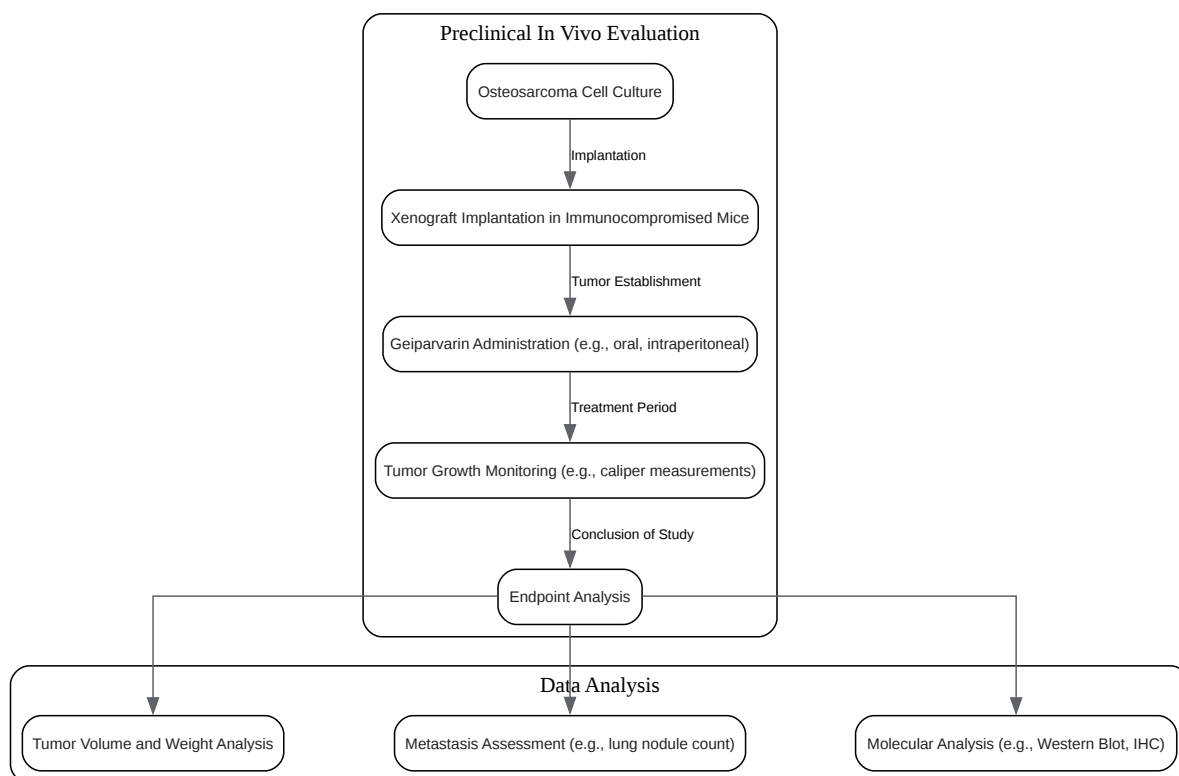 Preclinical In Vivo Evaluation
Osteosarcoma Cell Culture
Implantation
Xenograft Implantation in Immunocompromised Mice
Tumor Establishment
Geiparvarin Administration (e.g., oral, intraperitoneal)
Treatment Period
Tumor Growth Monitoring (e.g., caliper measurements)
Conclusion of Study
Endpoint Analysis
Data Analysis
Tumor Volume and Weight Analysis
Metastasis Assessment (e.g., lung nodule count)
Molecular Analysis (e.g., Western Blot, IHC)